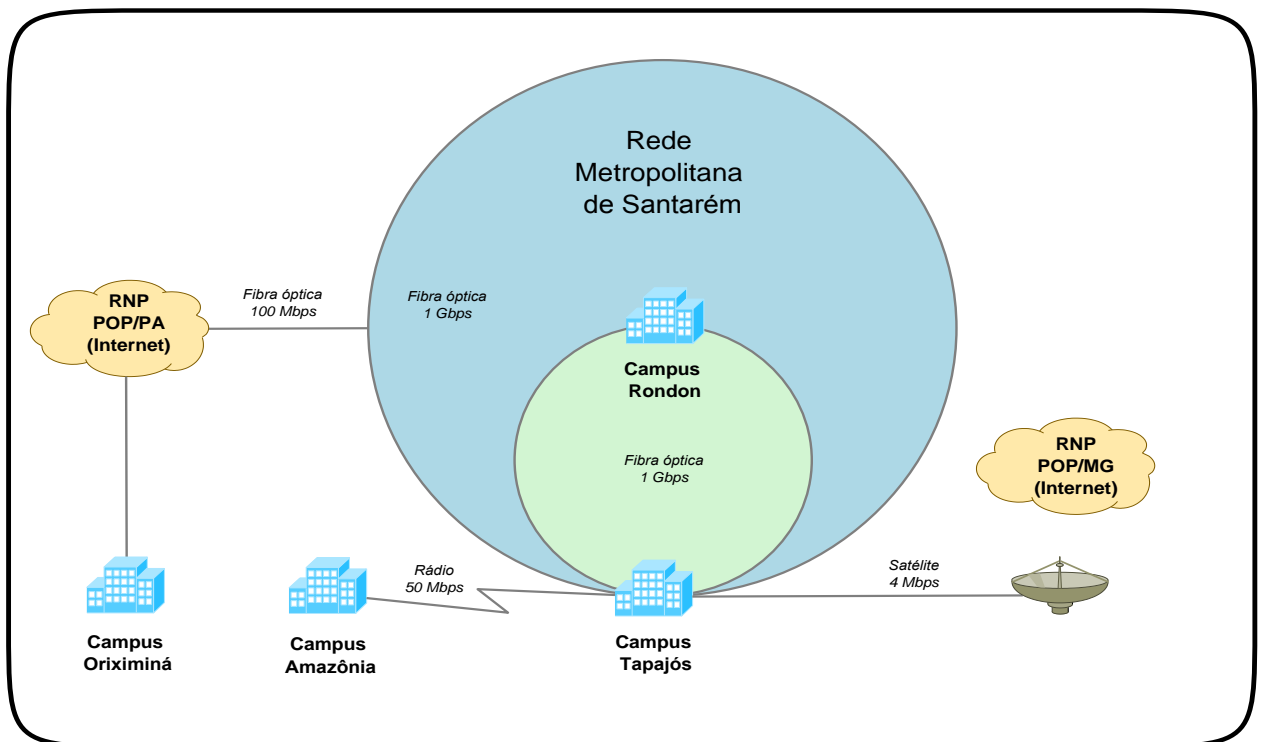 Rede
Metropolitana
de Santarém
RNP
POP/PA
(Internet)
Fibra óptica
100 Mbps
Fibra óptica
1 Gbps
Campus
Rondon
Fibra óptica
1 Gbps
RNP
POP/MG
(Internet)
Campus
Oriximiná
Campus
Amazônia
Rádio
50 Mbps
Campus
Tapajós
Satélite
4 Mbps